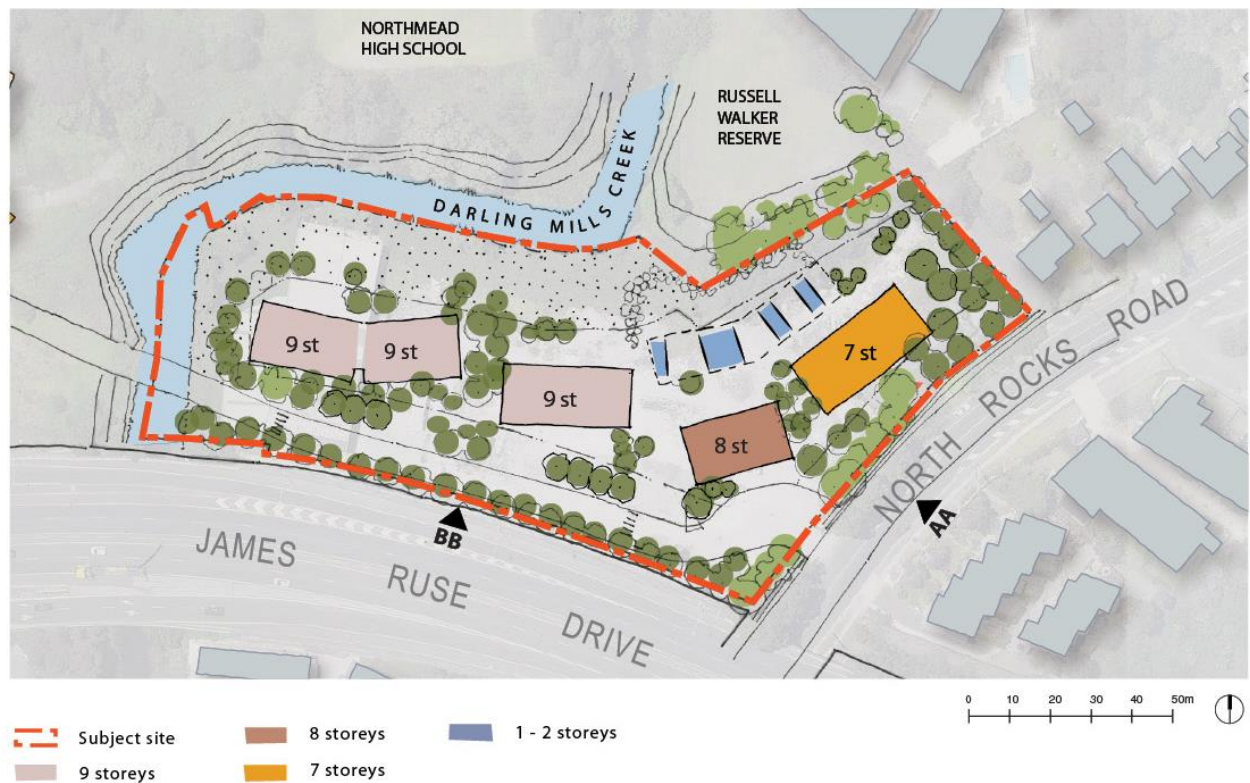 NORTHMEAD
HIGH SCHOOL
RUSSELL
WALKER
RESERVE
DARLING MILLS CREEK
9 st
9 st
9 st
7 st
8 st
NORTH ROCKS ROAD
AA
BB
JAMES RUSE DRIVE
0 10 20 30 40 50m
Subject site
8 storeys
1 - 2 storeys
9 storeys
7 storeys